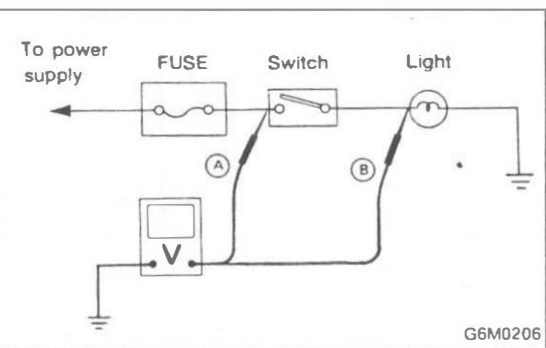 To power
supply
FUSE
Switch
Light
A
B
V
G6M0206